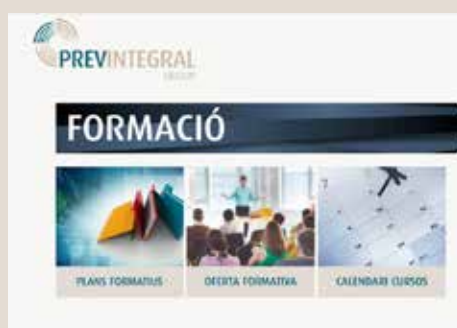 PREVINTEGRAL
GROUP
FORMACIÓ
PLANS FORMATIUS
OFERTA FORMATIVA
CALENDARI CURSOS